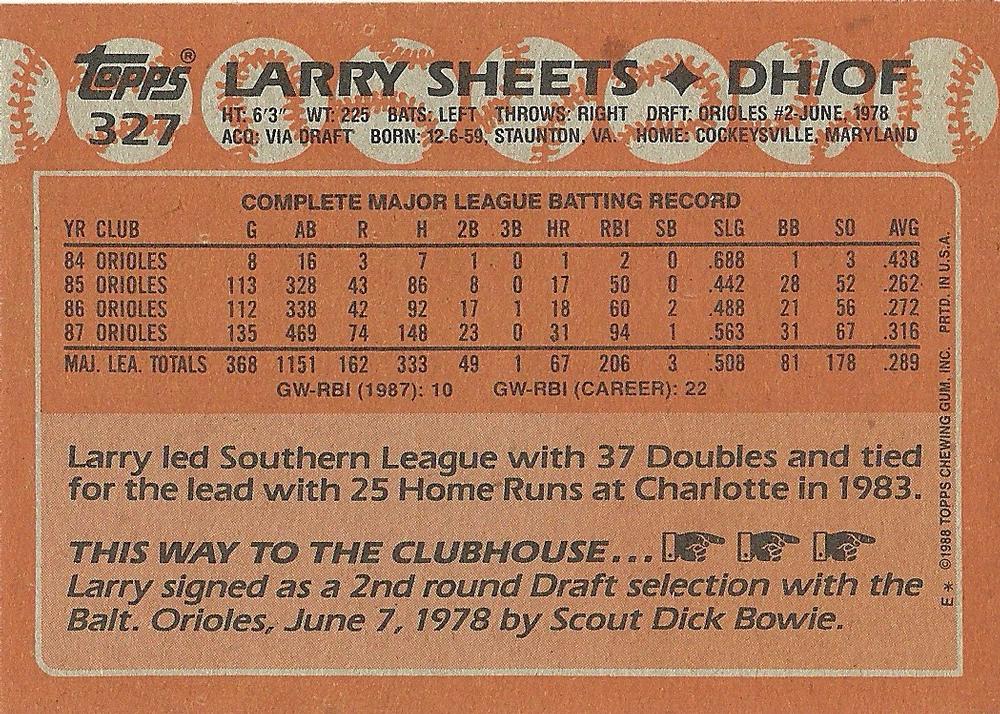 Topps® LARRY SHEETS ✦ DH/OF
327 HT: 6'3" WT: 225 BATS: LEFT THROWS: RIGHT DRFT: ORIOLES #2-JUNE, 1978
ACQ: VIA DRAFT BORN: 12-6-59, STAUNTON, VA. HOME: COCKEYSVILLE, MARYLAND
COMPLETE MAJOR LEAGUE BATTING RECORD
YR CLUB G AB R H 2B 3B HR RBI SB SLG BB SO AVG
84 ORIOLES 8 16 3 7 1 0 1 2 0 .688 1 3 .438
85 ORIOLES 113 328 43 86 8 0 17 50 0 .442 28 52 .262
86 ORIOLES 112 338 42 92 17 1 18 60 2 .488 21 56 .272
87 ORIOLES 135 469 74 148 23 0 31 94 1 .563 31 67 .316
MAJ. LEA. TOTALS 368 1151 162 333 49 1 67 206 3 .508 81 178 .289
GW-RBI (1987): 10 GW-RBI (CAREER): 22
Larry led Southern League with 37 Doubles and tied
for the lead with 25 Home Runs at Charlotte in 1983.
THIS WAY TO THE CLUBHOUSE...
Larry signed as a 2nd round Draft selection with the
Balt. Orioles, June 7, 1978 by Scout Dick Bowie.
E* ©1988 TOPPS CHEWING GUM, INC. PRTD. IN U.S.A.